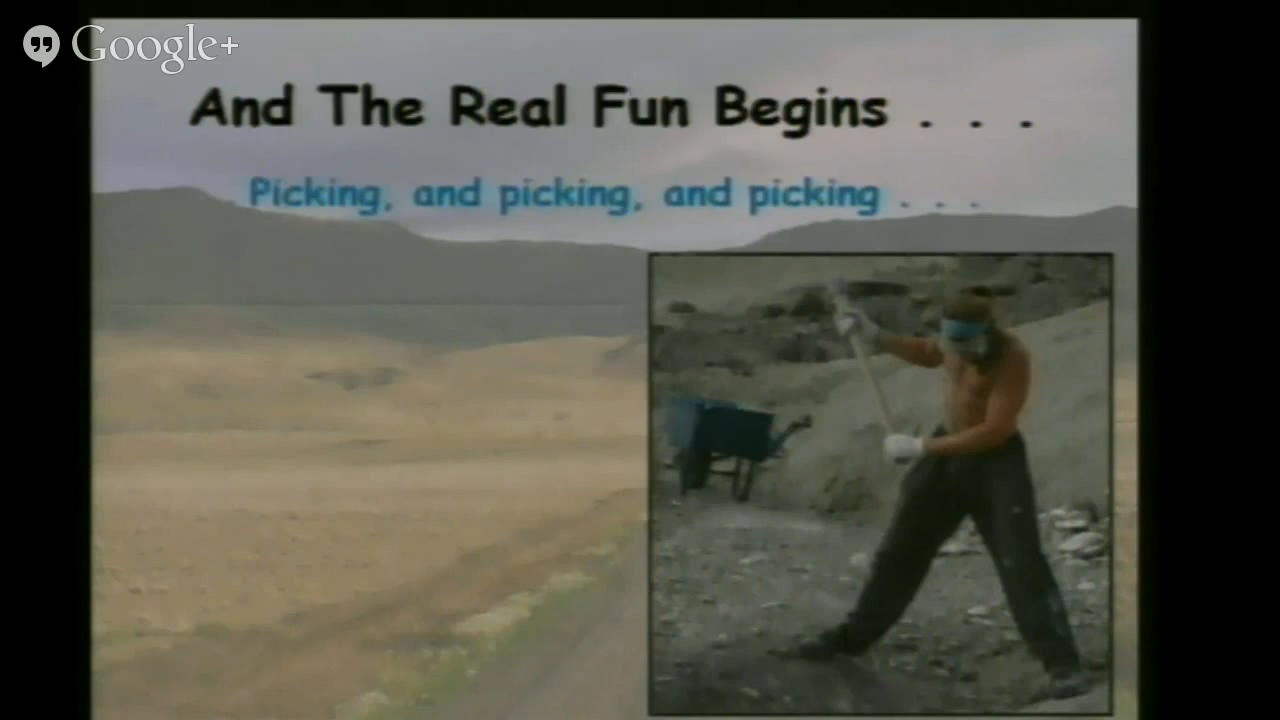 Google+
And The Real Fun Begins . . .
Picking, and picking, and picking . . .